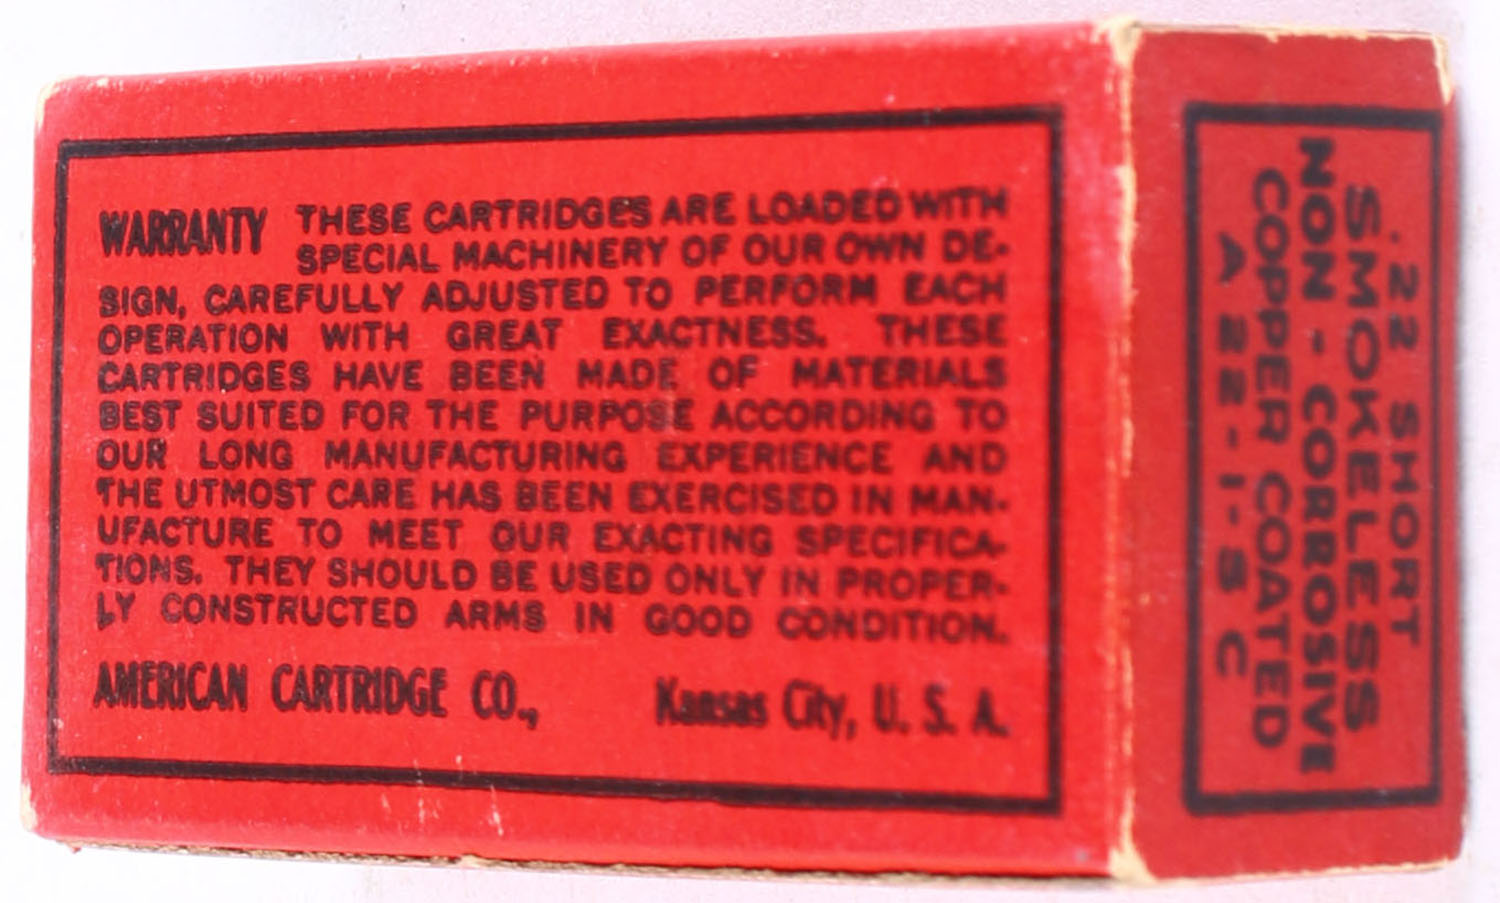 WARRANTY THESE CARTRIDGES ARE LOADED WITH
SPECIAL MACHINERY OF OUR OWN DE-
SIGN, CAREFULLY ADJUSTED TO PERFORM EACH
OPERATION WITH GREAT EXACTNESS. THESE
CARTRIDGES HAVE BEEN MADE OF MATERIALS
BEST SUITED FOR THE PURPOSE ACCORDING TO
OUR LONG MANUFACTURING EXPERIENCE AND
THE UTMOST CARE HAS BEEN EXERCISED IN MAN-
UFACTURE TO MEET OUR EXACTING SPECIFICA-
TIONS. THEY SHOULD BE USED ONLY IN PROPER-
LY CONSTRUCTED ARMS IN GOOD CONDITION.
AMERICAN CARTRIDGE CO., Kansas City, U. S. A.
.22 SHORT
SMOKELESS
NON - CORROSIVE
COPPER COATED
A 22-1-S C